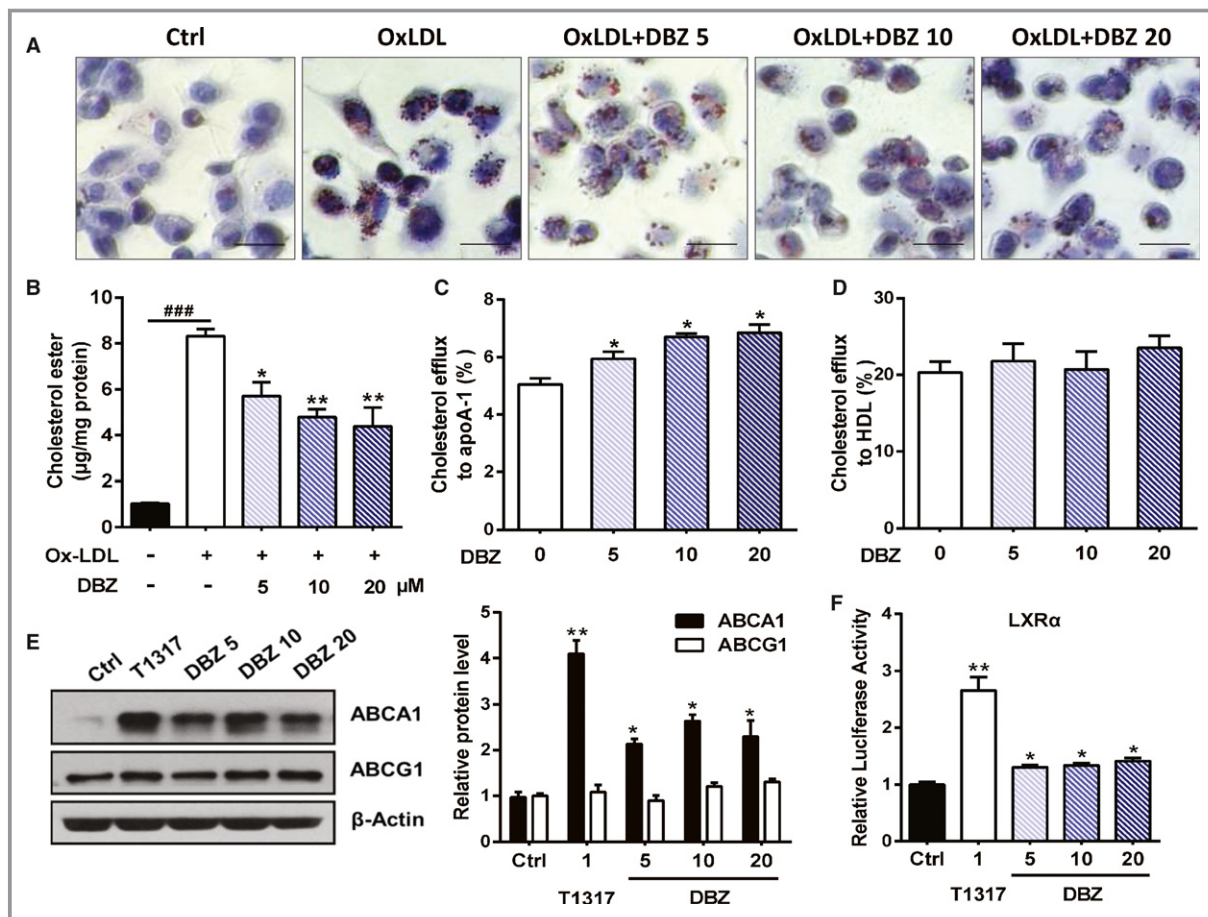 A
Ctrl OxLDL OxLDL+DBZ 5 OxLDL+DBZ 10 OxLDL+DBZ 20
B
Cholesterol ester
(µg/mg protein)
10
8
6
4
2
0
###
*
**
**
Ox-LDL - + + + +
DBZ - - 5 10 20 µM
C
Cholesterol efflux
to apoA-1 (%)
8
6
4
2
0
*
*
*
DBZ 0 5 10 20
D
Cholesterol efflux
to HDL (%)
30
20
10
0
DBZ 0 5 10 20
E
Ctrl T1317 DBZ 5 DBZ 10 DBZ 20
ABCA1
ABCG1
β-Actin
Relative protein level
5
4
3
2
1
0
ABCA1
ABCG1
**
*
*
*
Ctrl 1 5 10 20
T1317 DBZ
F
LXRα
Relative Luciferase Activity
4
3
2
1
0
**
*
*
*
Ctrl 1 5 10 20
T1317 DBZ